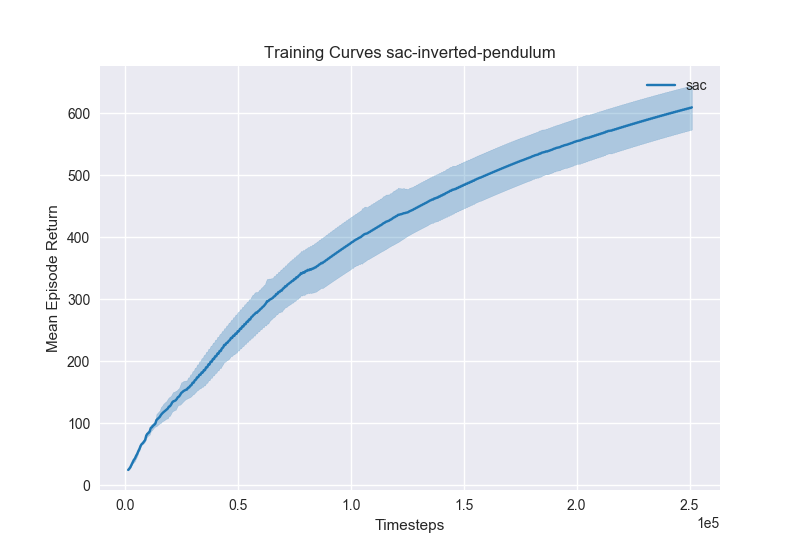 Training Curves sac-inverted-pendulum
sac
Mean Episode Return
600
500
400
300
200
100
0
0.0 0.5 1.0 1.5 2.0 2.5
1e5
Timesteps